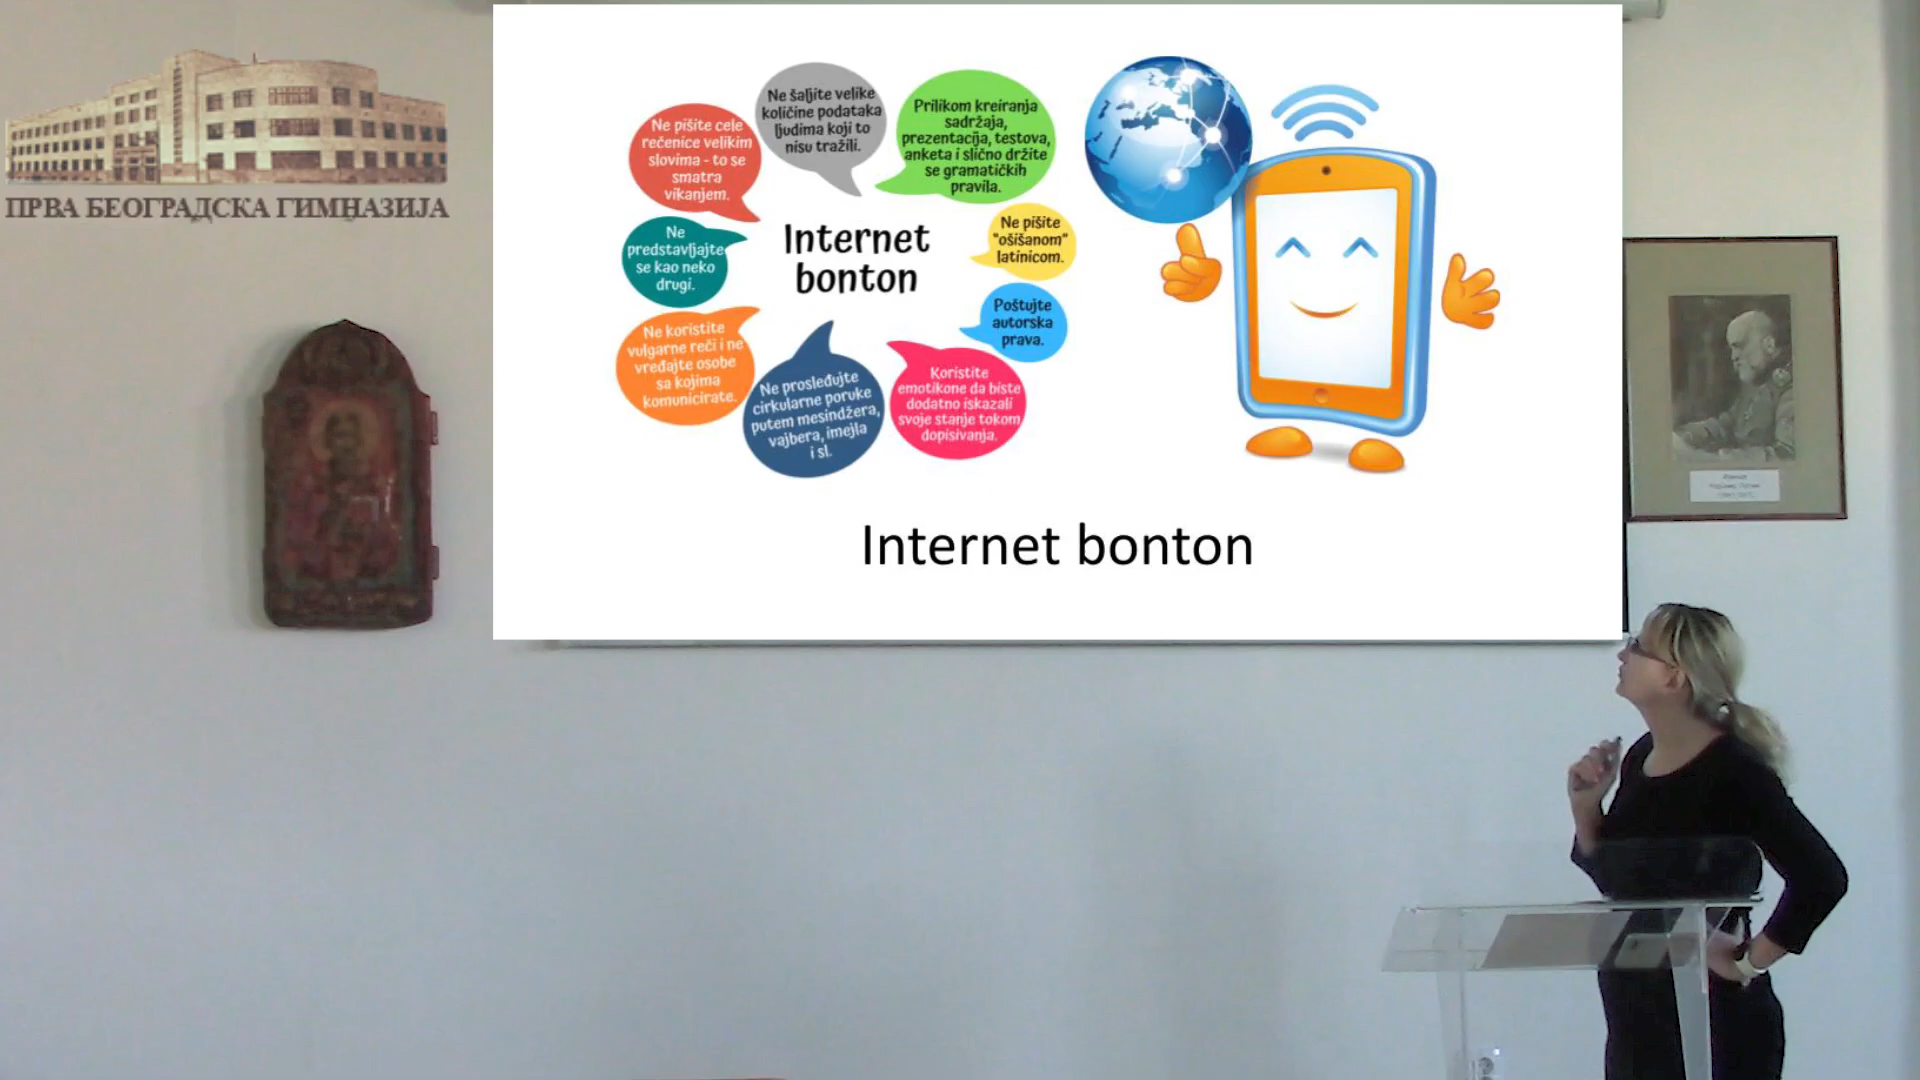 ПРВА БЕОГРАДСКА ГИМНАЗИЈА
Ne šaljite velike
količine podataka
ljudima koji to
nisu tražili.
Prilikom kreiranja
sadržaja,
prezentacija, testova,
anketa i slično držite
se gramatičkih
pravila.
Ne pišite cele
rečenice velikim
slovima - to se
smatra
vikanjem.
Ne pišite
"ošišanom"
latinicom.
Ne
predstavljajte
se kao neko
drugi.
Internet
bonton
Poštujte
autorska
prava.
Ne koristite
vulgarne reči i ne
vređajte osobe
sa kojima
komunicirate.
Ne prosleđujte
cirkularne poruke
putem mesindžera,
vajbera, imejla
i sl.
Koristite
emotikone da biste
dodatno iskazali
svoje stanje tokom
dopisivanja.
Internet bonton